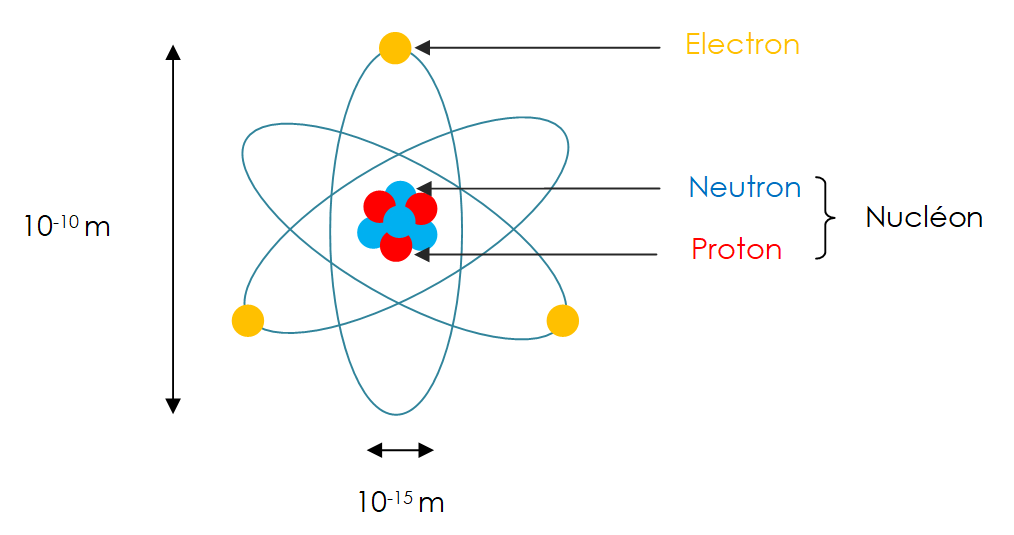 Electron
Neutron
Proton
Nucléon
10⁻¹⁰ m
10⁻¹⁵ m